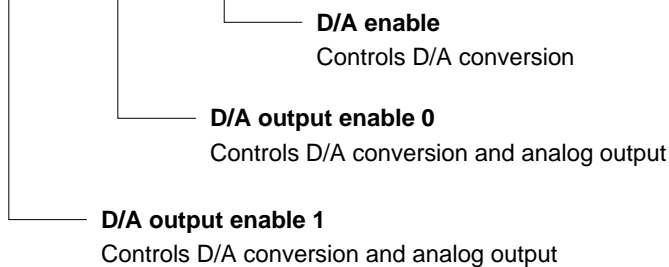 D/A enable
Controls D/A conversion
D/A output enable 0
Controls D/A conversion and analog output
D/A output enable 1
Controls D/A conversion and analog output